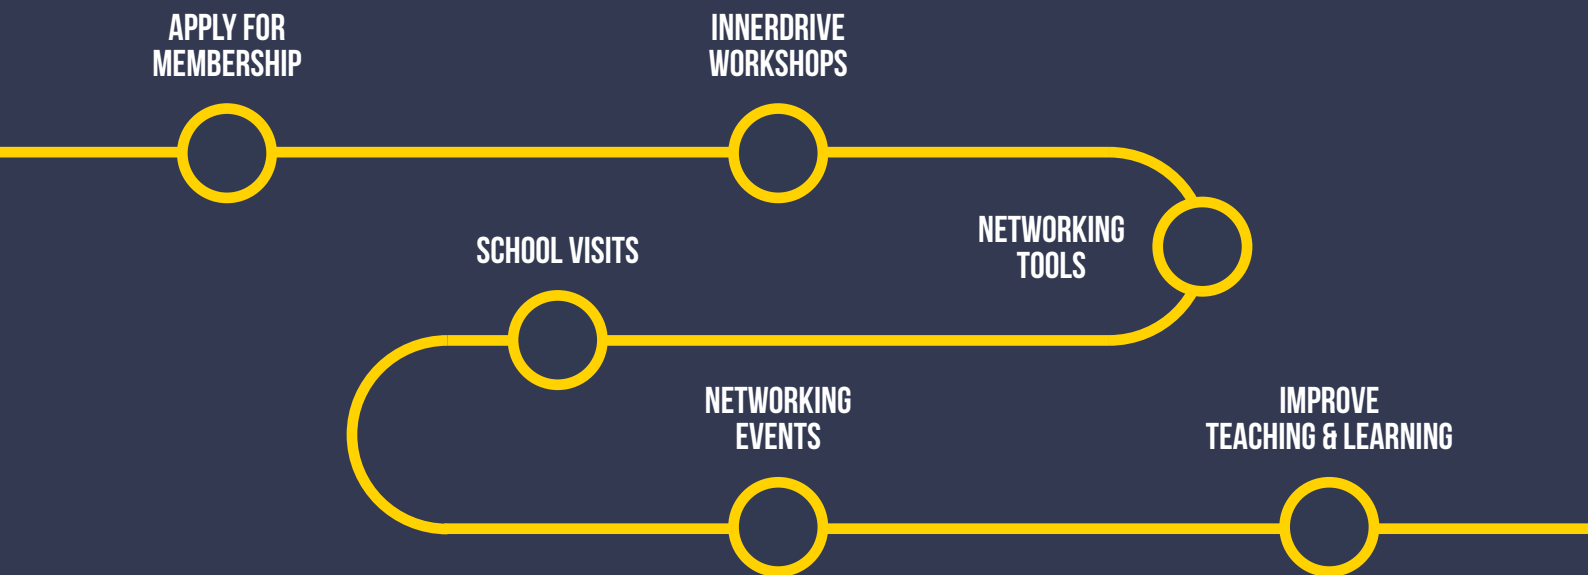 APPLY FOR
MEMBERSHIP
INNERDRIVE
WORKSHOPS
NETWORKING
TOOLS
SCHOOL VISITS
NETWORKING
EVENTS
IMPROVE
TEACHING & LEARNING